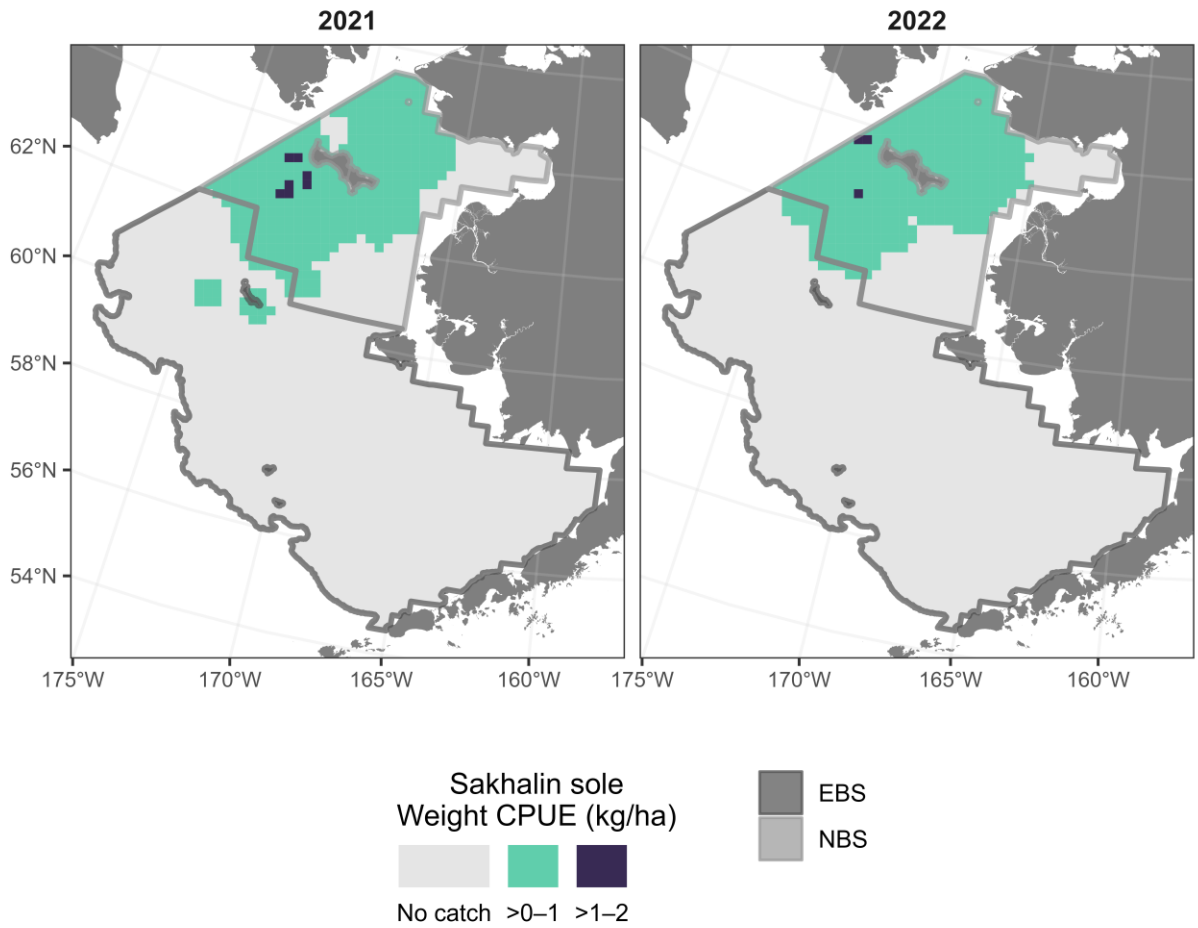 2021
2022
62°N
60°N
58°N
56°N
54°N
175°W
170°W
165°W
160°W
175°W
170°W
165°W
160°W
Sakhalin sole
Weight CPUE (kg/ha)
No catch
>0–1
>1–2
EBS
NBS